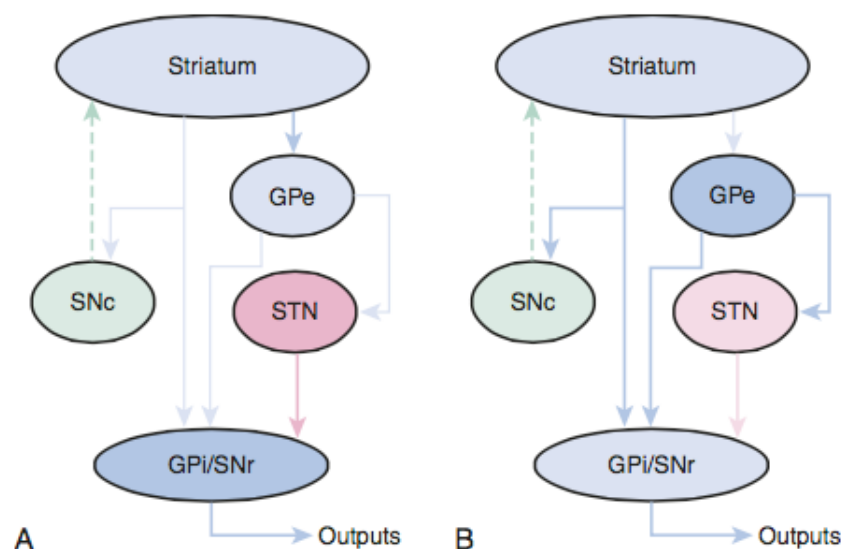 Striatum
GPe
SNc
STN
GPi/SNr
A
Outputs
Striatum
GPe
SNc
STN
GPi/SNr
B
Outputs